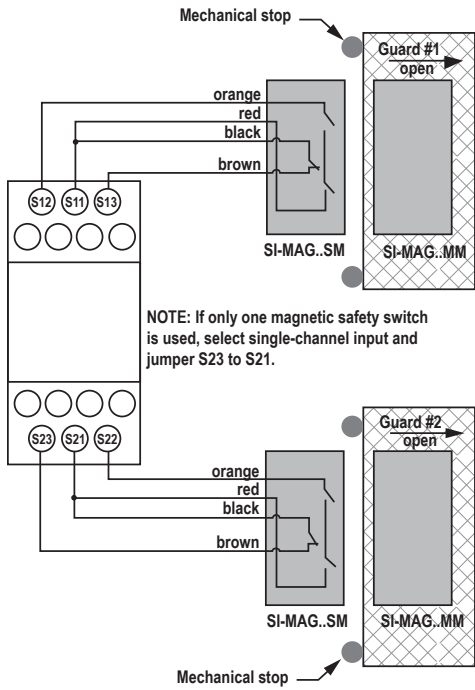 Mechanical stop
Guard #1
open
orange
red
black
brown
S12 S11 S13
SI-MAG..SM
SI-MAG..MM
NOTE: If only one magnetic safety switch
is used, select single-channel input and
jumper S23 to S21.
S23 S21 S22
Guard #2
open
orange
red
black
brown
SI-MAG..SM
SI-MAG..MM
Mechanical stop